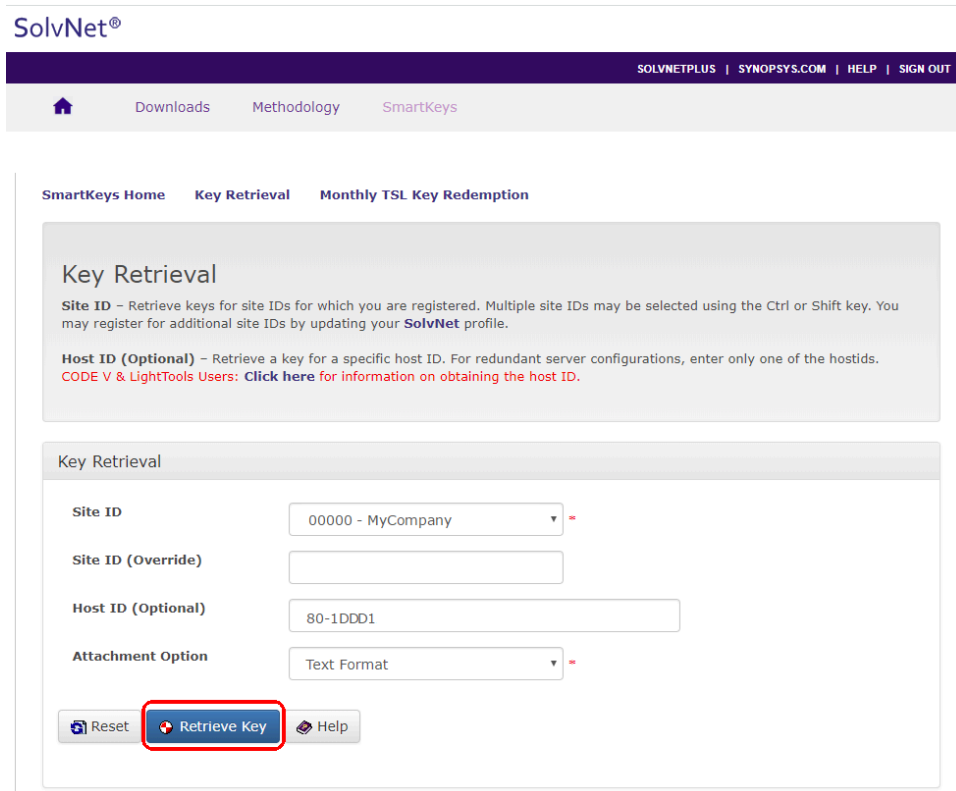 SolvNet®
SOLVNETPLUS | SYNOPSYS.COM | HELP | SIGN OUT
Downloads Methodology SmartKeys
SmartKeys Home Key Retrieval Monthly TSL Key Redemption
Key Retrieval
Site ID – Retrieve keys for site IDs for which you are registered. Multiple site IDs may be selected using the Ctrl or Shift key. You
may register for additional site IDs by updating your SolvNet profile.
Host ID (Optional) – Retrieve a key for a specific host ID. For redundant server configurations, enter only one of the hostids.
CODE V & LightTools Users: Click here for information on obtaining the host ID.
Key Retrieval
Site ID 00000 - MyCompany *
Site ID (Override)
Host ID (Optional) 80-1DDD1
Attachment Option Text Format *
Reset Retrieve Key Help